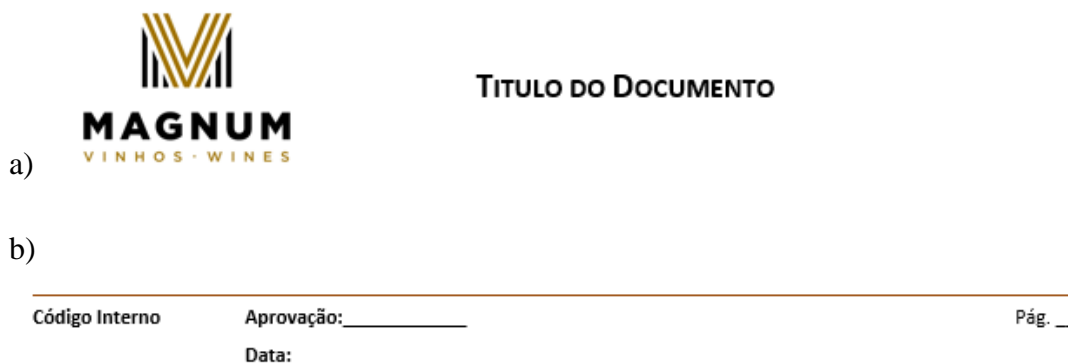 TITULO DO DOCUMENTO
MAGNUM
VINHOS · WINES
a)
b)
Código Interno Aprovação:___________ Pág. _
Data: